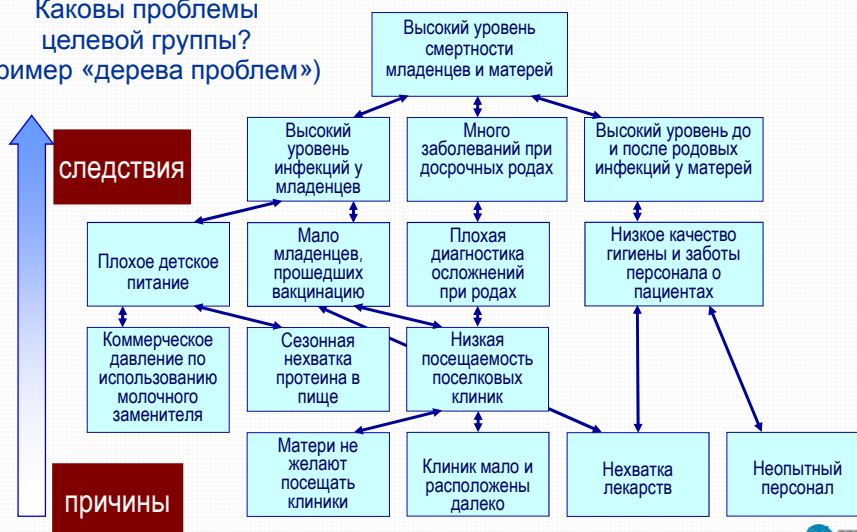 Каковы проблемы
целевой группы?
ример «дерева проблем»)
Высокий уровень
смертности
младенцев и матерей
следствия
Высокий
уровень
инфекций у
младенцев
Много
заболеваний при
досрочных родах
Высокий уровень до
и после родовых
инфекций у матерей
Плохое детское
питание
Мало
младенцев,
прошедших
вакцинацию
Плохая
диагностика
осложнений
при родах
Низкое качество
гигиены и заботы
персонала о
пациентах
Коммерческое
давление по
использованию
молочного
заменителя
Сезонная
нехватка
протеина в
пище
Низкая
посещаемость
поселковых
клиник
Матери не
желают
посещать
клиники
Клиник мало и
расположены
далеко
Нехватка
лекарств
Неопытный
персонал
причины